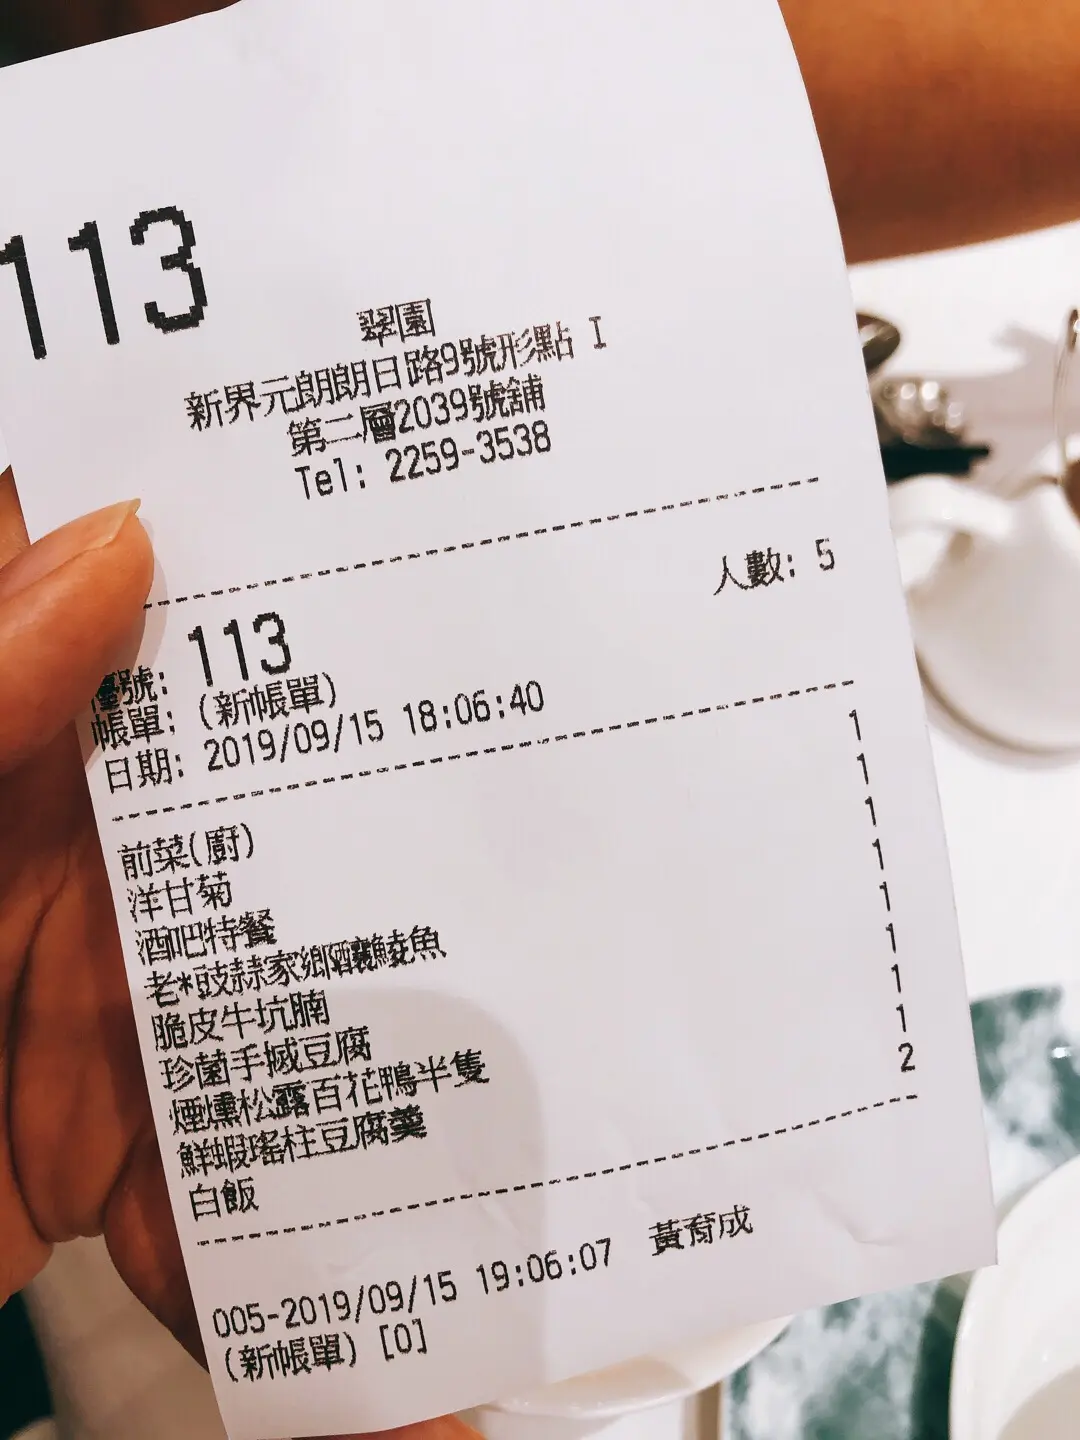 113
翠園
新界元朗朗日路9號形點 I
第二層2039號舖
Tel: 2259-3538
人數: 5
檯號: 113
帳單: (新帳單)
日期: 2019/09/15 18:06:40
前菜(廚) 1
洋甘菊 1
酒吧特餐 1
老*豉蒜家鄉釀鯪魚 1
脆皮牛坑腩 1
珍菌手搣豆腐 1
煙燻松露百花鴨半隻 1
鮮蝦瑤柱豆腐羹 1
白飯 2
005-2019/09/15 19:06:07 黃育成
(新帳單) [0]